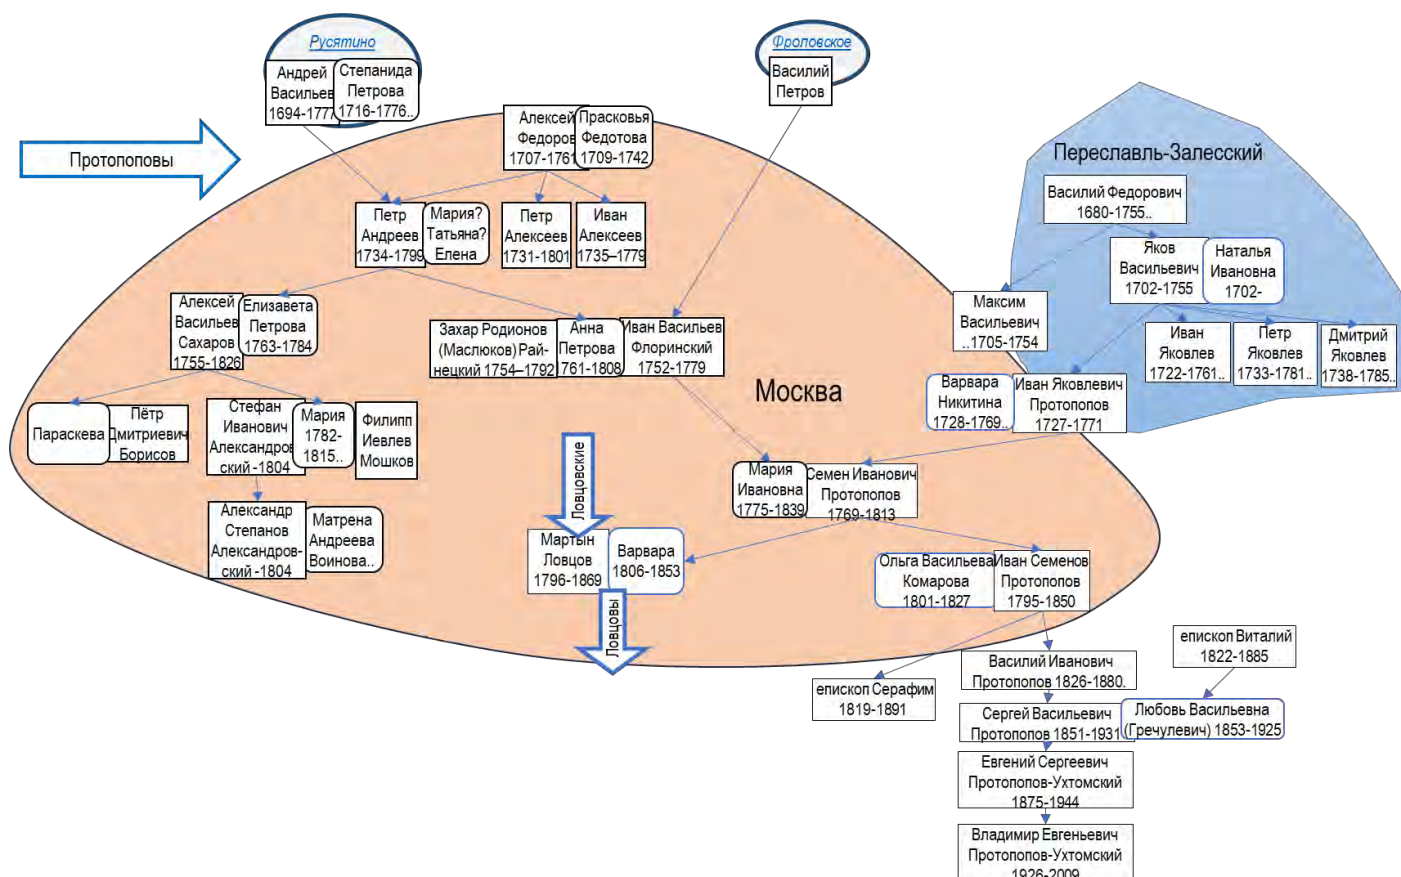 Русятино
Андрей
Васильев
1694-1777
Степанида
Петрова
1716-1776..
Фроловское
Василий
Петров
Протопоповы
Алексей
Федоров
1707-1761
Прасковья
Федотова
1709-1742
Переславль-Залесский
Василий Федорович
1680-1755..
Петр
Андреев
1734-1799
Мария?
Татьяна?
Елена
Петр
Алексеев
1731-1801
Иван
Алексеев
1735–1779
Яков
Васильевич
1702-1755
Наталья
Ивановна
1702-
Алексей
Васильев
Сахаров
1755-1826
Елизавета
Петрова
1763-1784
Захар Родионов
(Маслюков) Рай-
нецкий 1754–1792
Анна
Петрова
1761-1808
Иван Васильев
Флоринский
1752-1779
Максим
Васильевич
..1705-1754
Иван
Яковлев
1722-1761..
Петр
Яковлев
1733-1781..
Дмитрий
Яковлев
1738-1785..
Москва
Варвара
Никитина
1728-1769..
Иван Яковлевич
Протопопов
1727-1771
Параскева
Пётр
Дмитриевич
Борисов
Стефан
Иванович
Александров-
ский -1804
Мария
1782-
1815..
Филипп
Иевлев
Мошков
Ловцовские
Мария
Ивановна
1775-1839
Семен Иванович
Протопопов
1769-1813
Александр
Степанов
Александров-
ский -1804
Матрена
Андреева
Воинова..
Мартын
Ловцов
1796-1869
Варвара
1806-1853
Ольга Васильева
Комарова
1801-1827
Иван Семенов
Протопопов
1795-1850
Ловцовы
епископ Серафим
1819-1891
Василий Иванович
Протопопов 1826-1880.
епископ Виталий
1822-1885
Сергей Васильевич
Протопопов 1851-1931
Любовь Васильевна
(Гречулевич) 1853-1925
Евгений Сергеевич
Протопопов-Ухтомский
1875-1944
Владимир Евгеньевич
Протопопов-Ухтомский
1926-2009